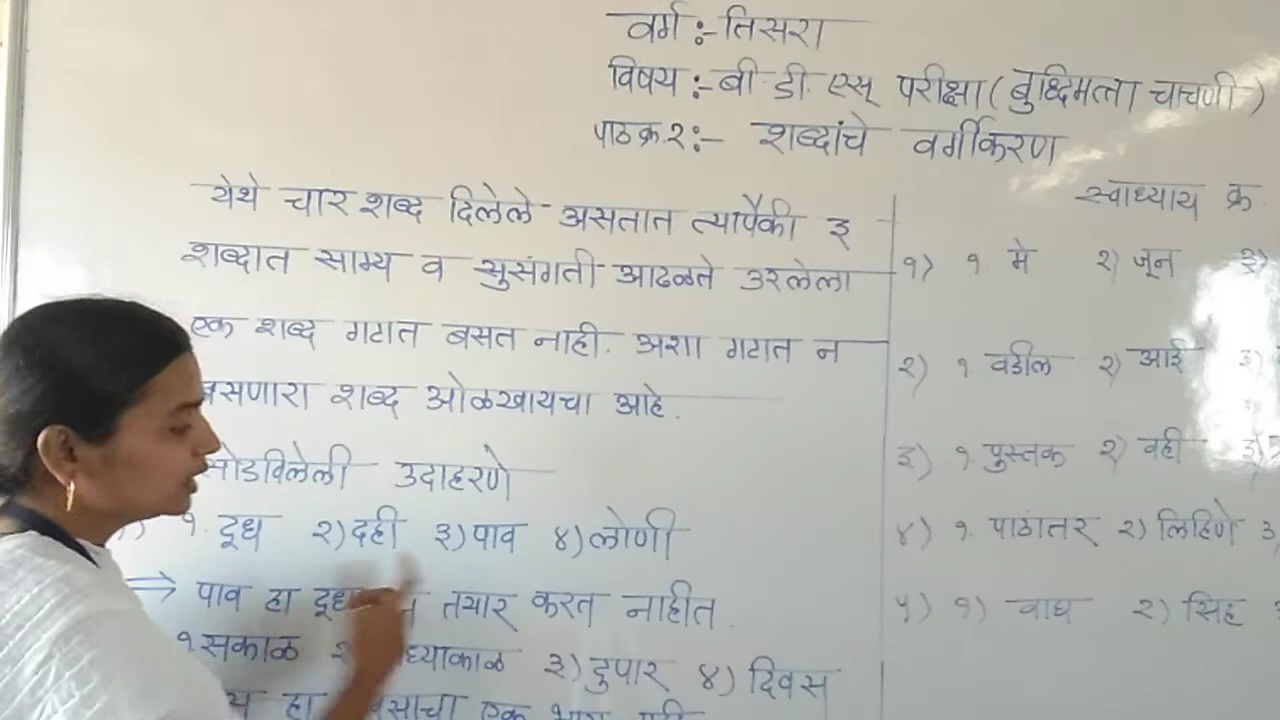 वर्ग :- तिसरा
विषय :- बी. डी. एस् परीक्षा ( बुध्दिमत्ता चाचणी )
पाठ क्र. २ :- शब्दांचे वर्गीकरण
येथे चार शब्द दिलेले असतात त्यापैकी ३
शब्दात साम्य व सुसंगती आढळते उरलेला
एक शब्द गटात बसत नाही. अशा गटात न
बसणारा शब्द ओळखायचा आहे.
सोडविलेली उदाहरणे
१. दूध २) दही ३) पाव ४) लोणी
⇒ पाव हा तयार करत नाहीत.
१. सकाळ ३) दुपार ४) दिवस
हा एक भाग
स्वाध्याय क्र.
१) १. मे २) जून ३)
२) १. वडील २) आई ३)
३) १. पुस्तक २) वही ३)
४) १. पाठांतर २) लिहिणे ३
५) १) वाघ २) सिंह